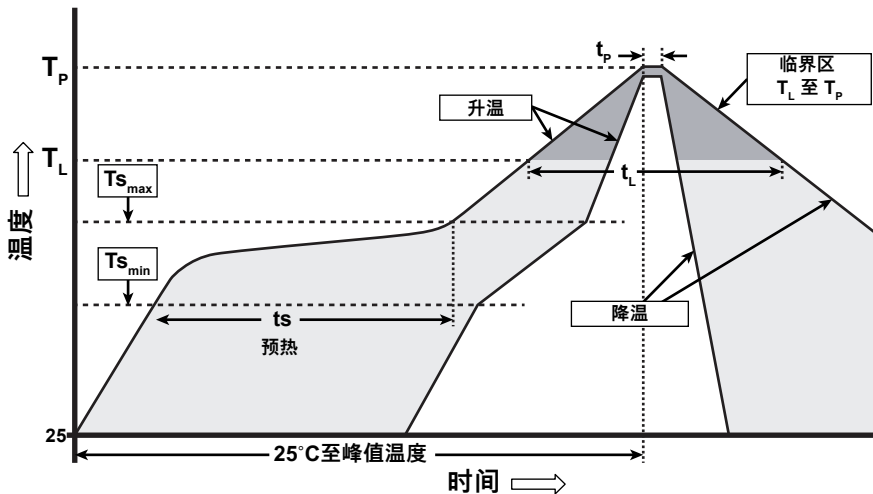 tP
TP
临界区
TL 至 TP
升温
TL
Tsmax
tL
温度
Tsmin
ts
预热
降温
25
25°C至峰值温度
时间